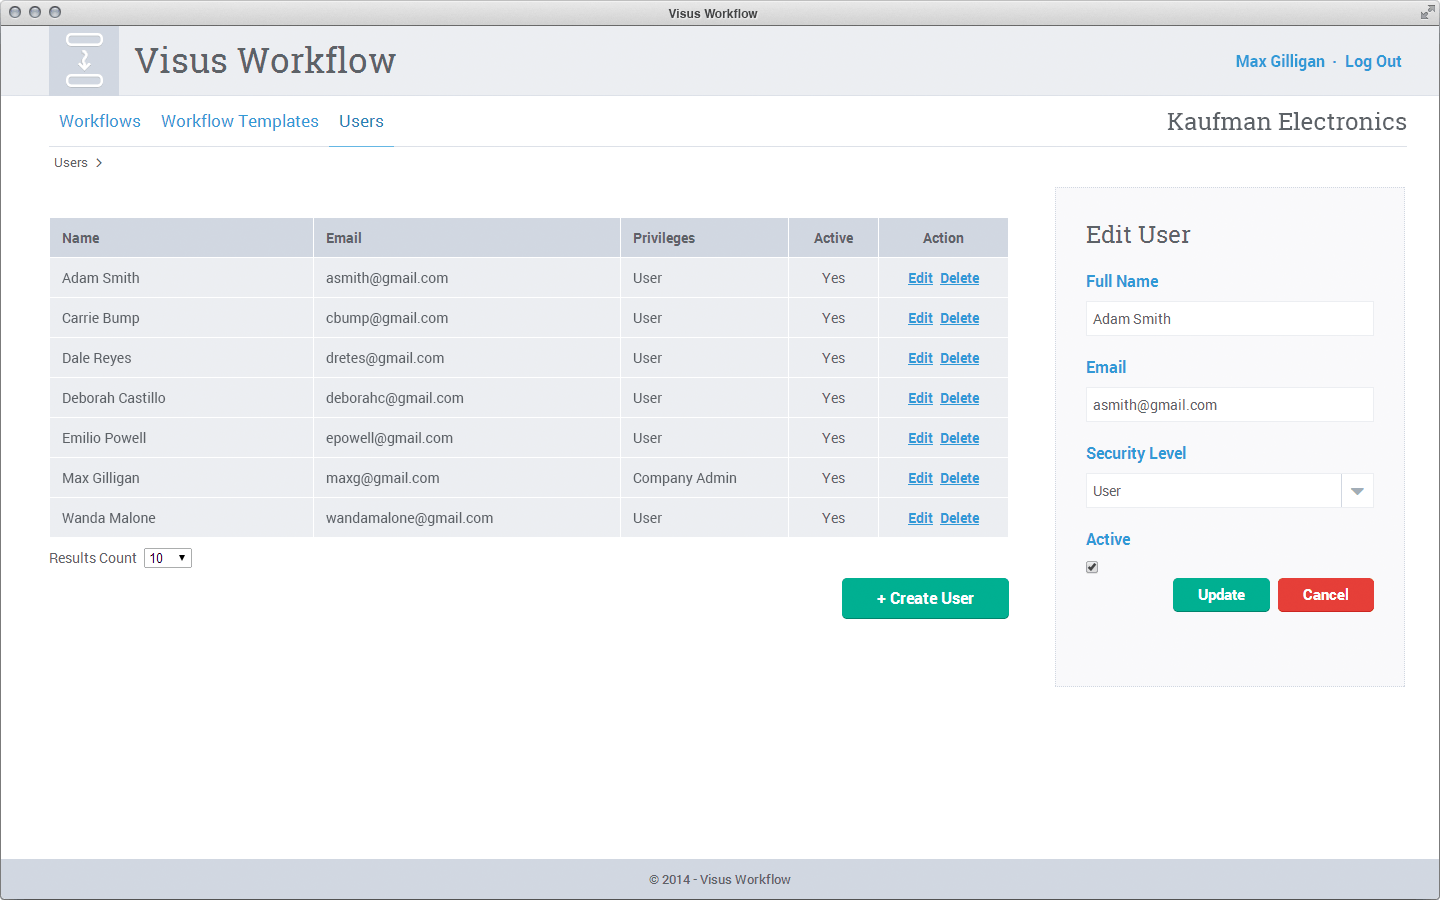 Visus Workflow
Visus Workflow
Max Gilligan · Log Out
Workflows Workflow Templates Users
Kaufman Electronics
Users >
Name Email Privileges Active Action
Adam Smith asmith@gmail.com User Yes Edit Delete
Carrie Bump cbump@gmail.com User Yes Edit Delete
Dale Reyes dretes@gmail.com User Yes Edit Delete
Deborah Castillo deborahc@gmail.com User Yes Edit Delete
Emilio Powell epowell@gmail.com User Yes Edit Delete
Max Gilligan maxg@gmail.com Company Admin Yes Edit Delete
Wanda Malone wandamalone@gmail.com User Yes Edit Delete
Results Count 10
+ Create User
Edit User
Full Name
Adam Smith
Email
asmith@gmail.com
Security Level
User
Active
Update Cancel
© 2014 - Visus Workflow